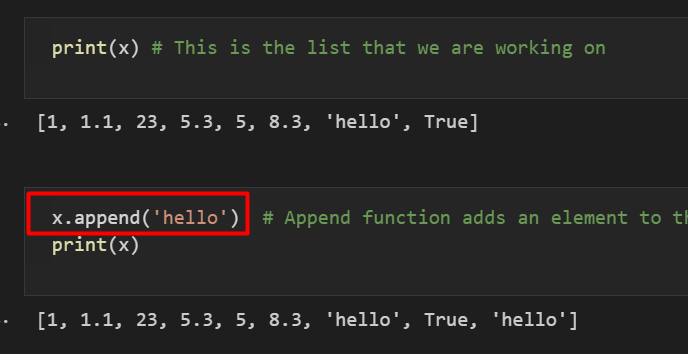 print(x) # This is the list that we are working on
[1, 1.1, 23, 5.3, 5, 8.3, 'hello', True]
x.append('hello')  # Append function adds an element to
print(x)
[1, 1.1, 23, 5.3, 5, 8.3, 'hello', True, 'hello']